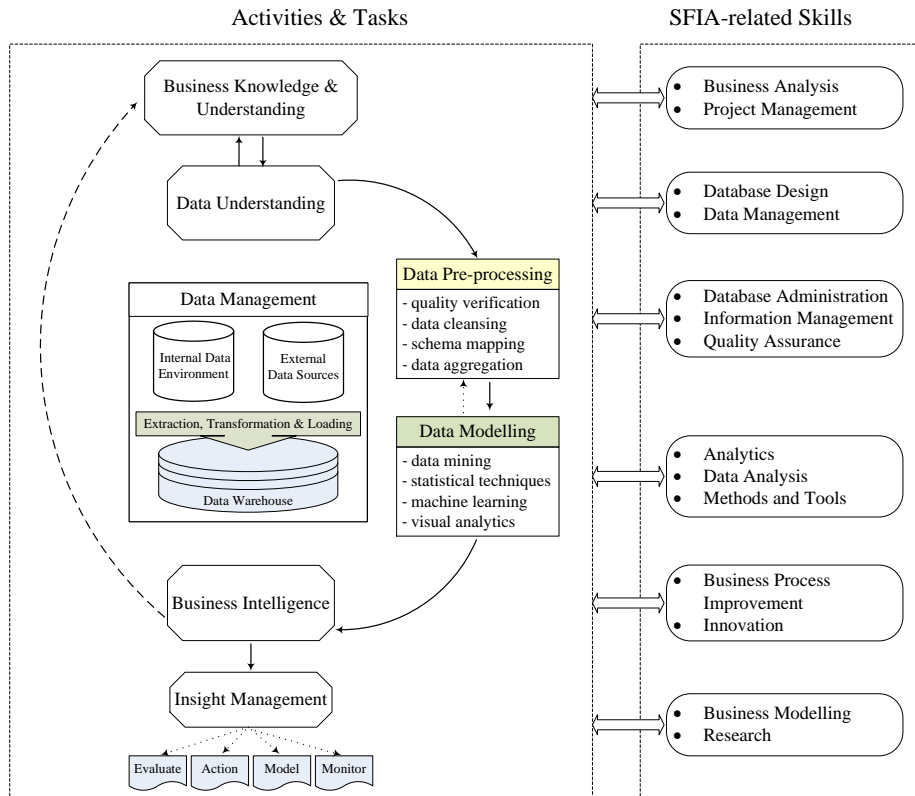 Activities & Tasks
SFIA-related Skills
Business Knowledge &
Understanding
Data Understanding
Data Pre-processing
- quality verification
- data cleansing
- schema mapping
- data aggregation
Data Management
Internal Data
Environment
External
Data Sources
Extraction, Transformation & Loading
Data Warehouse
Data Modelling
- data mining
- statistical techniques
- machine learning
- visual analytics
Business Intelligence
Insight Management
Evaluate
Action
Model
Monitor
• Business Analysis
• Project Management
• Database Design
• Data Management
• Database Administration
• Information Management
• Quality Assurance
• Analytics
• Data Analysis
• Methods and Tools
• Business Process
Improvement
• Innovation
• Business Modelling
• Research